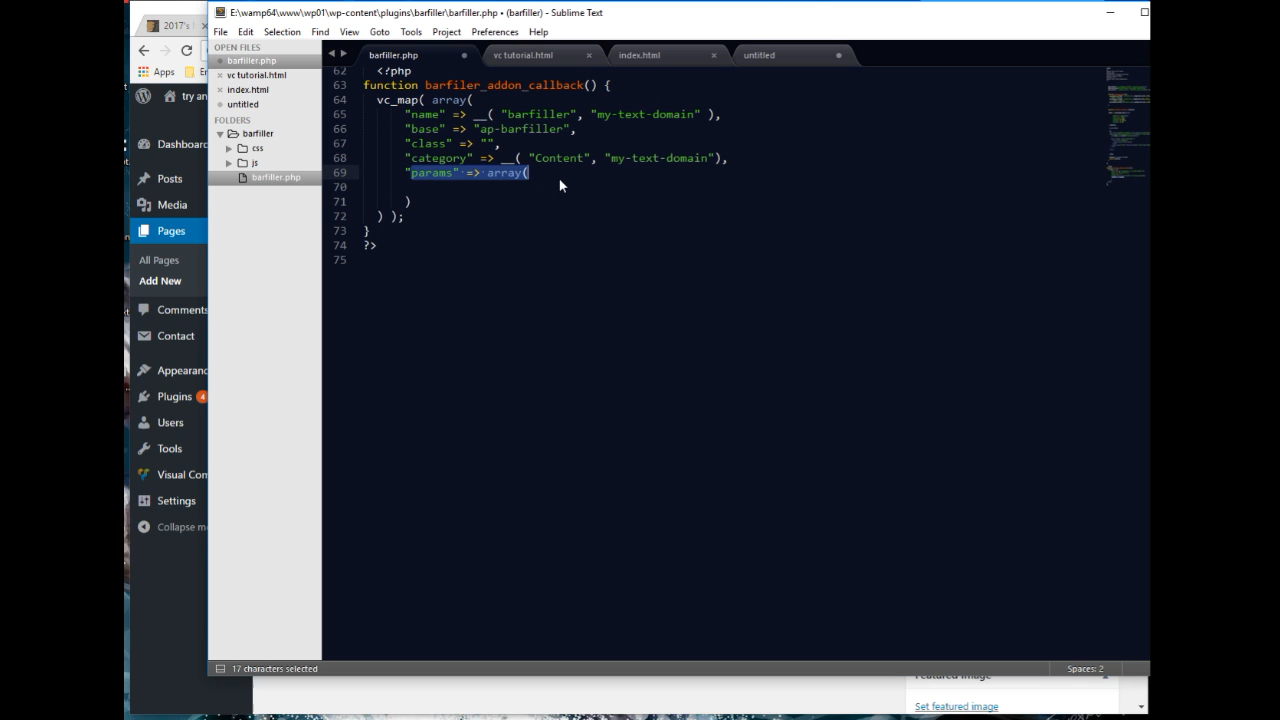 E:\wamp64\www\wp01\wp-content\plugins\barfiller\barfiller.php • (barfiller) - Sublime Text
File Edit Selection Find View Goto Tools Project Preferences Help
2017's
Apps
try an
Dashboard
Posts
Media
Pages
All Pages
Add New
Comments
Contact
Appearanc
Plugins 4
Users
Tools
Visual Com
Settings
Collapse m
OPEN FILES
barfiller.php
vc tutorial.html
index.html
untitled
FOLDERS
barfiller
css
js
barfiller.php
barfiller.php vc tutorial.html index.html untitled
62 <?php
63 function barfiler_addon_callback() {
64 vc_map( array(
65 "name" => __( "barfiller", "my-text-domain" ),
66 "base" => "ap-barfiller",
67 "class" => "",
68 "category" => __( "Content", "my-text-domain"),
69 "params" => array(
70
71 )
72 ) );
73 }
74 ?>
75
17 characters selected
Spaces: 2
Featured Image
Set featured image